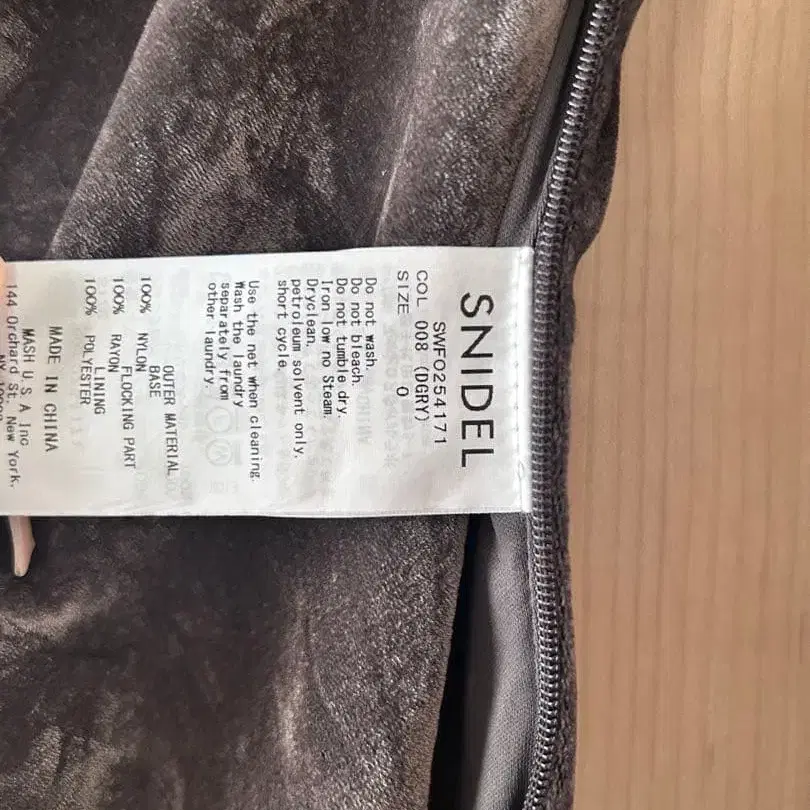 SNIDEL
SWFO254171
COL 008 (DGRY)
SIZE 0
Do not wash.
Do not bleach.
Do not tumble dry.
Iron low no Steam.
Dryclean.
petroleum solvent only.
short cycle.
Use the net when cleaning.
Wash the laundry
separately from
other laundry.
OUTER MATERIAL
BASE
100% NYLON
FLOCKING PART
100% RAYON
LINING
100% POLYESTER
MADE IN CHINA
MASH U S A Inc
144 Orchard St, New York,
NY